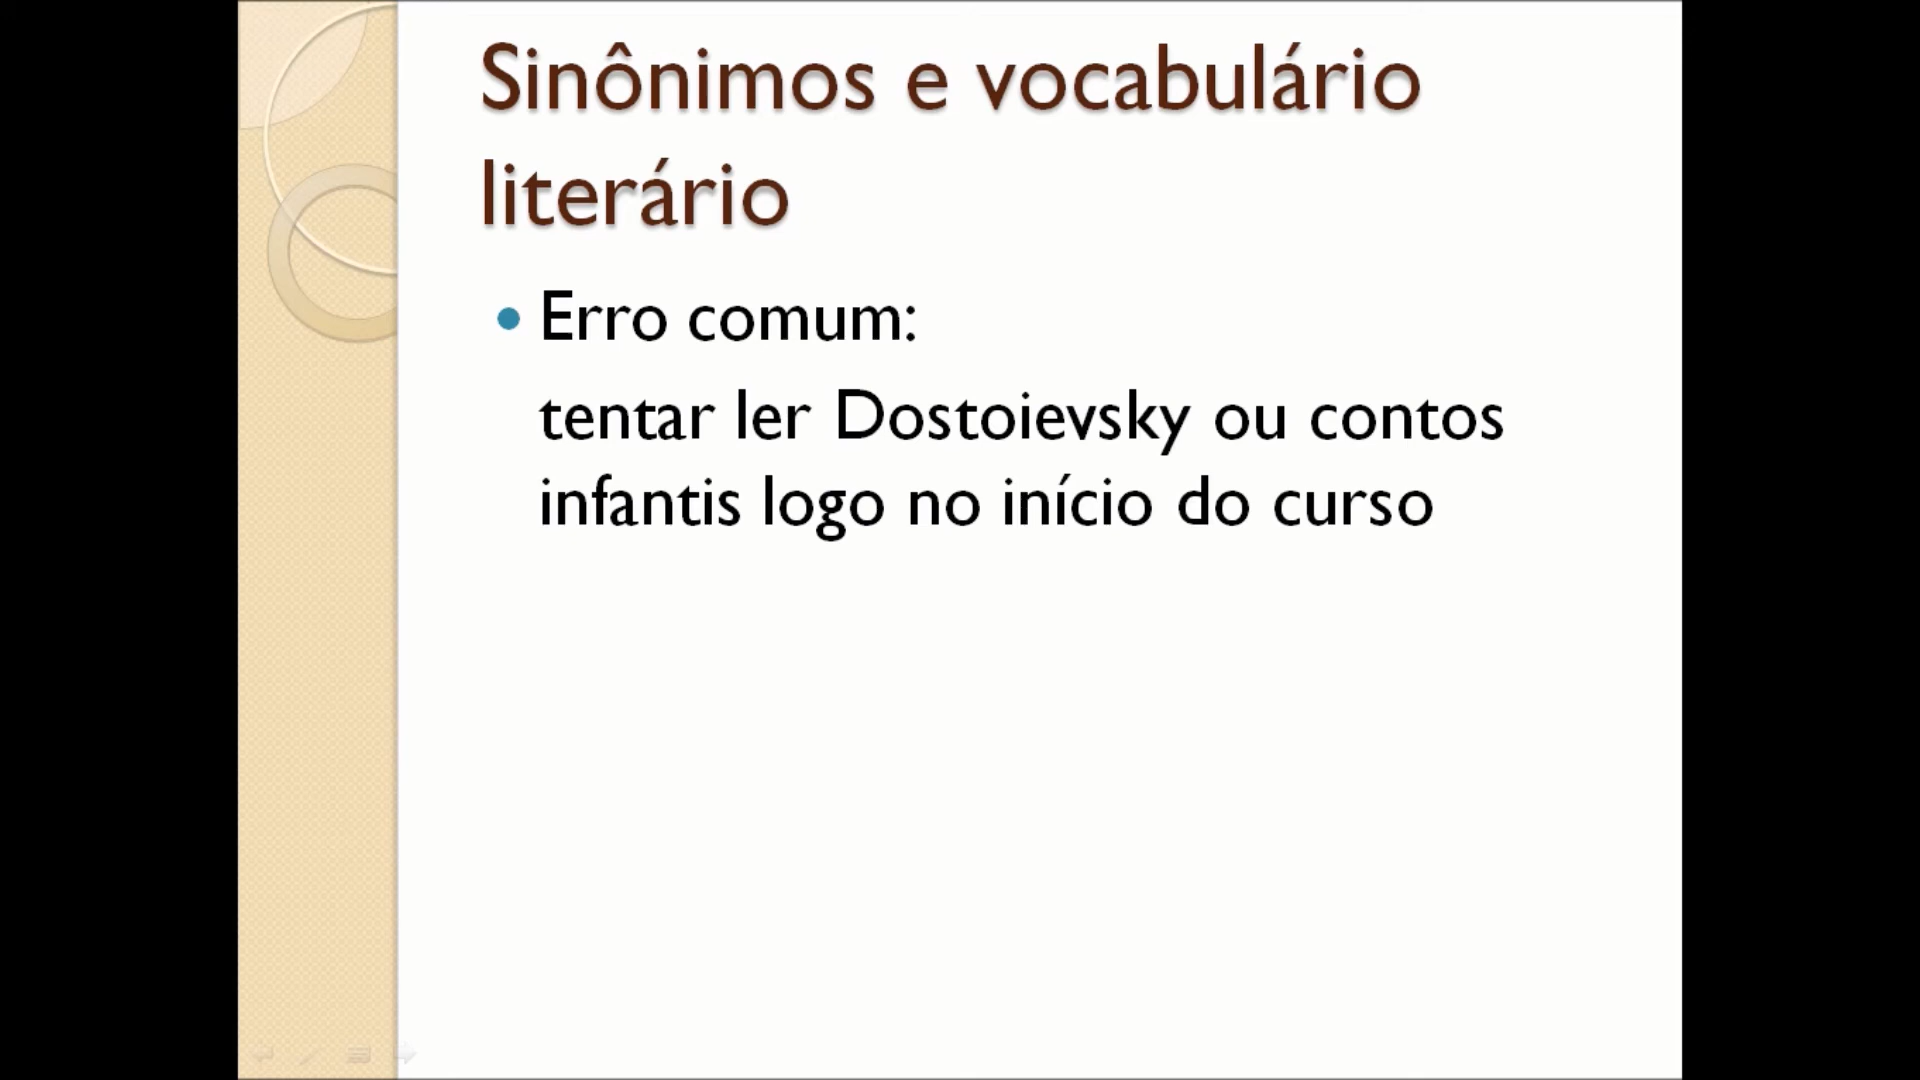 Sinônimos e vocabulário
literário
Erro comum:
tentar ler Dostoievsky ou contos
infantis logo no início do curso